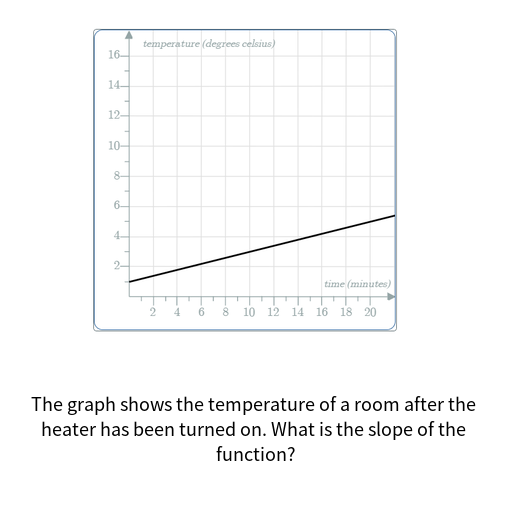 temperature (degrees celsius)
16
14
12
10
8
6
4
2
time (minutes)
2 4 6 8 10 12 14 16 18 20
The graph shows the temperature of a room after the
heater has been turned on. What is the slope of the
function?